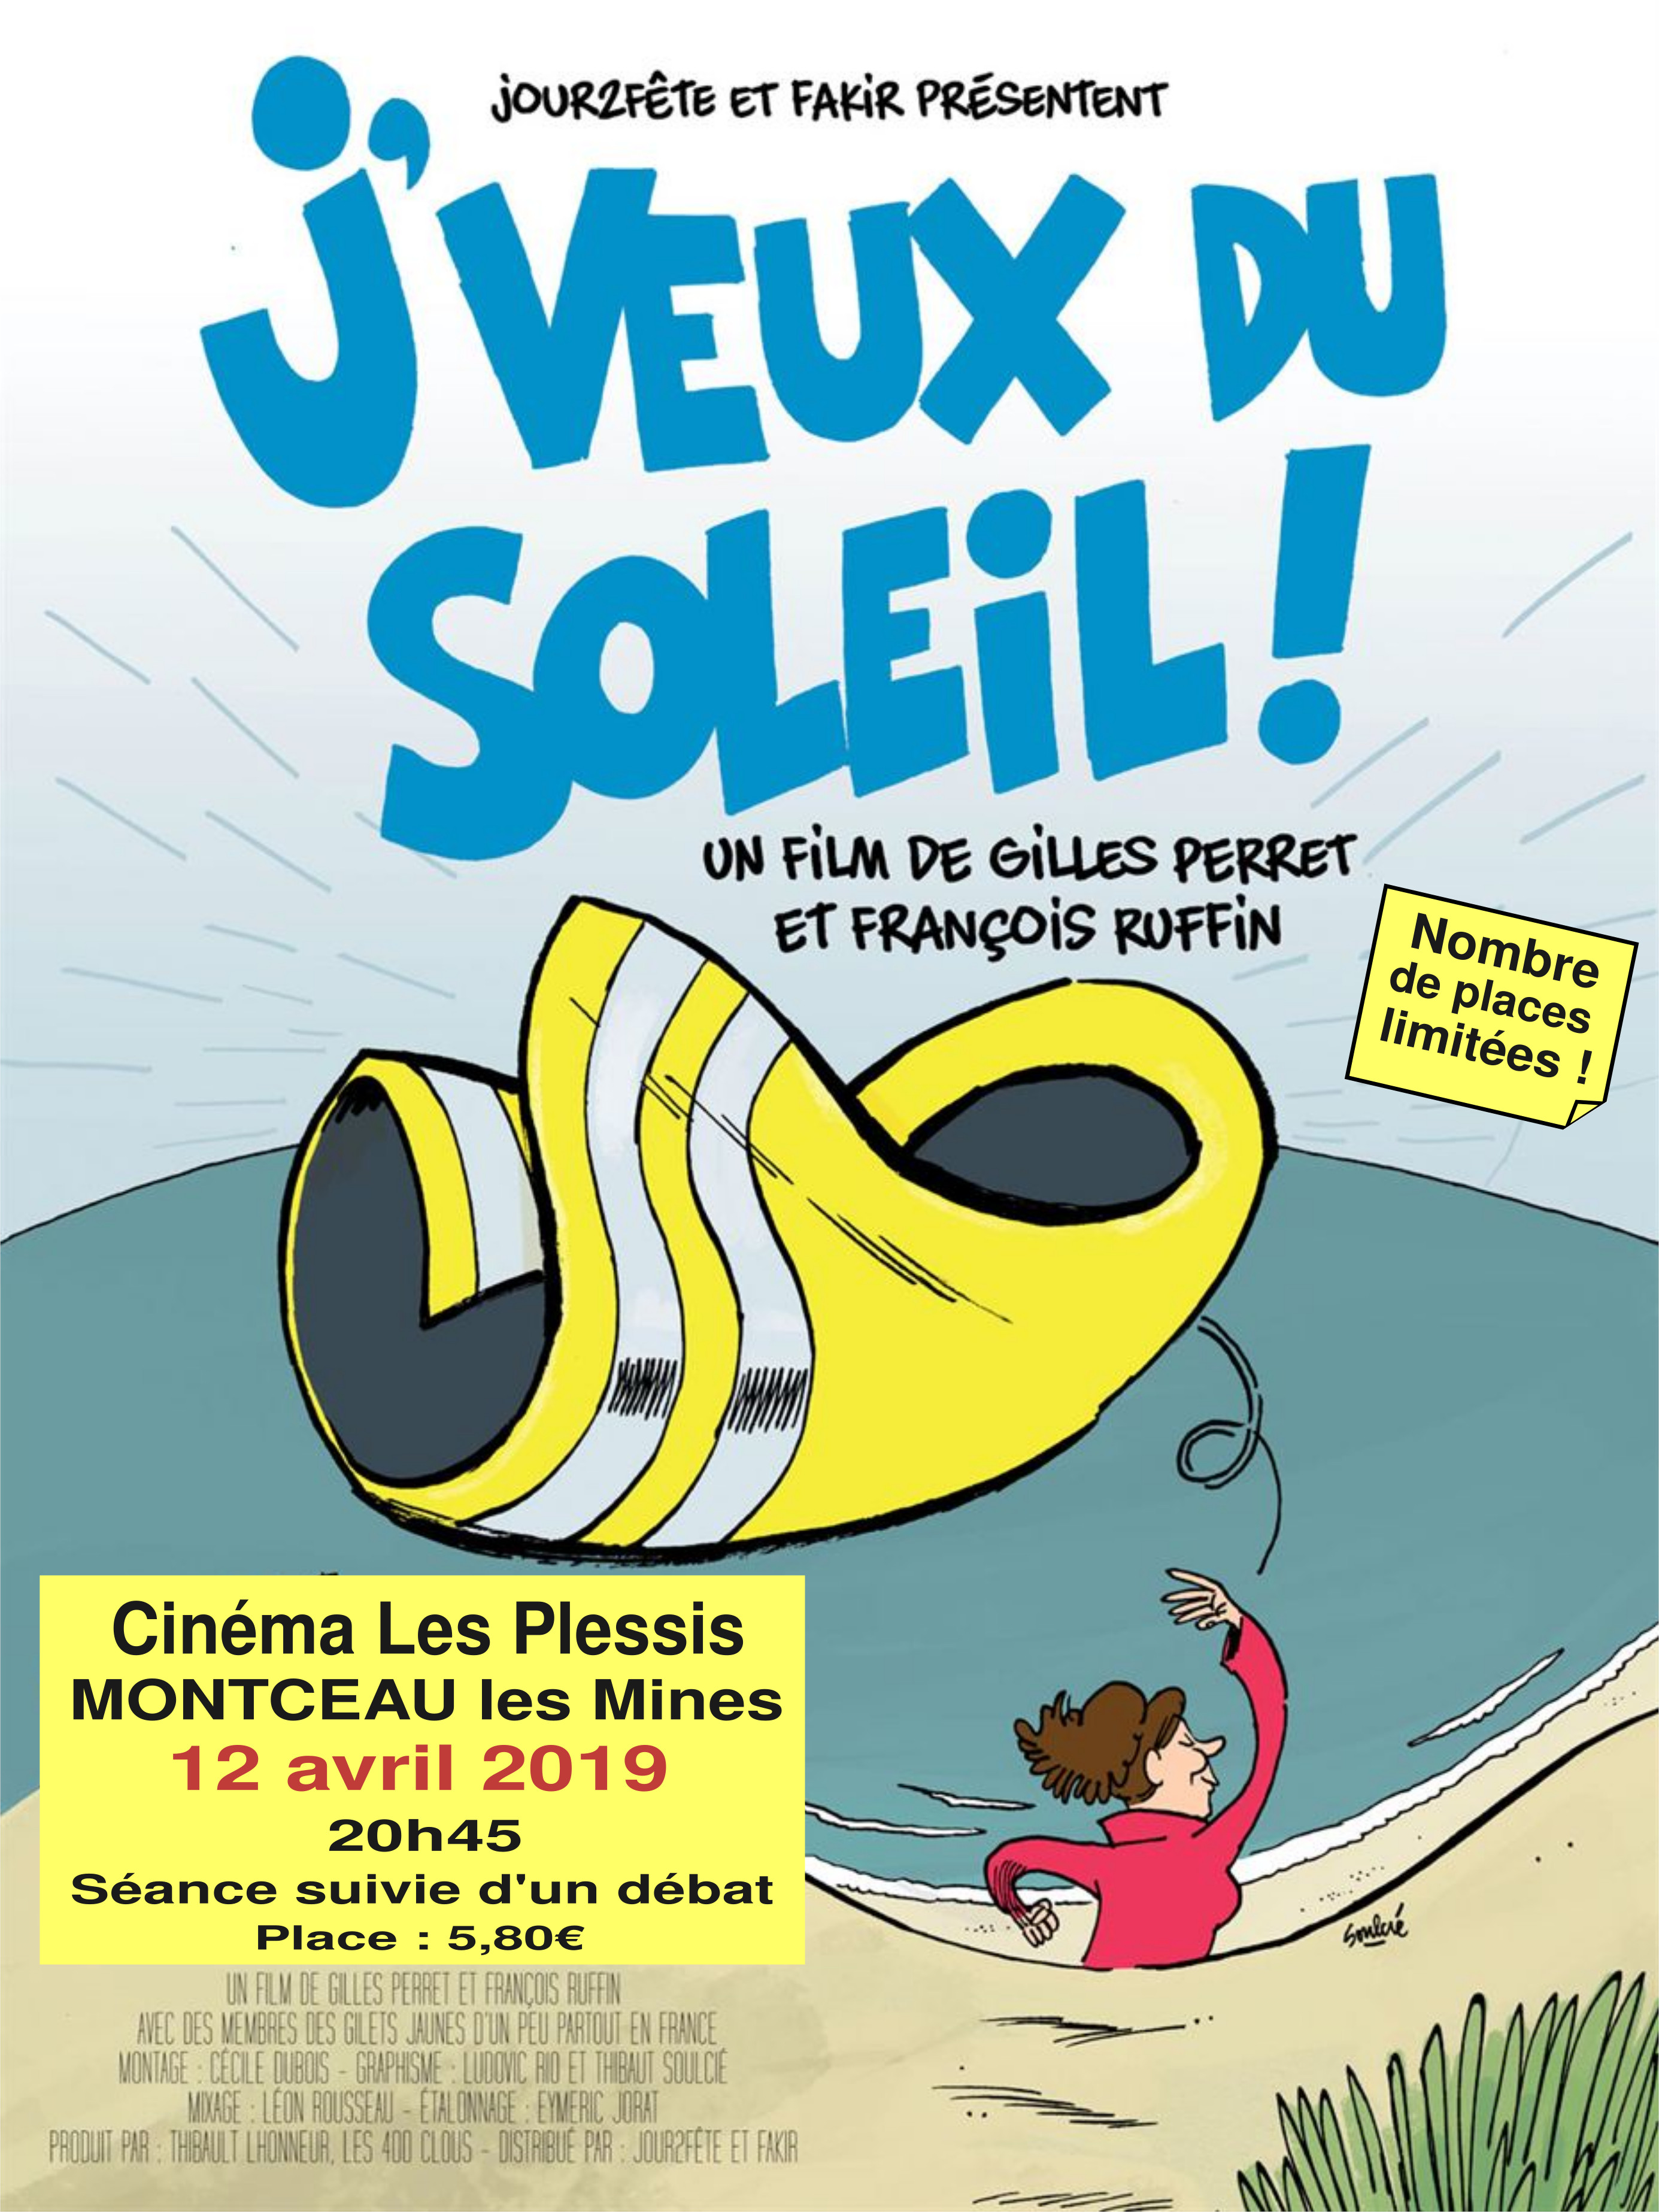 JOUR2FÊTE ET FAKIR PRÉSENTENT
J'VEUX DU
SOLEIL !
UN FILM DE GILLES PERRET
ET FRANÇOIS RUFFIN
Nombre
de places
limitées !
Cinéma Les Plessis
MONTCEAU les Mines
12 avril 2019
20h45
Séance suivie d'un débat
Place : 5,80€
Soulcié
UN FILM DE GILLES PERRET ET FRANÇOIS RUFFIN
AVEC DES MEMBRES DES GILETS JAUNES D'UN PEU PARTOUT EN FRANCE
MONTAGE : CÉCILE DUBOIS - GRAPHISME : LUDOVIC RIO ET THIBAUT SOULCIÉ
MIXAGE : LÉON ROUSSEAU - ÉTALONNAGE : EYMERIC JORAT
PRODUIT PAR : THIBAULT LHONNEUR, LES 400 CLOUS - DISTRIBUÉ PAR : JOUR2FÊTE ET FAKIR